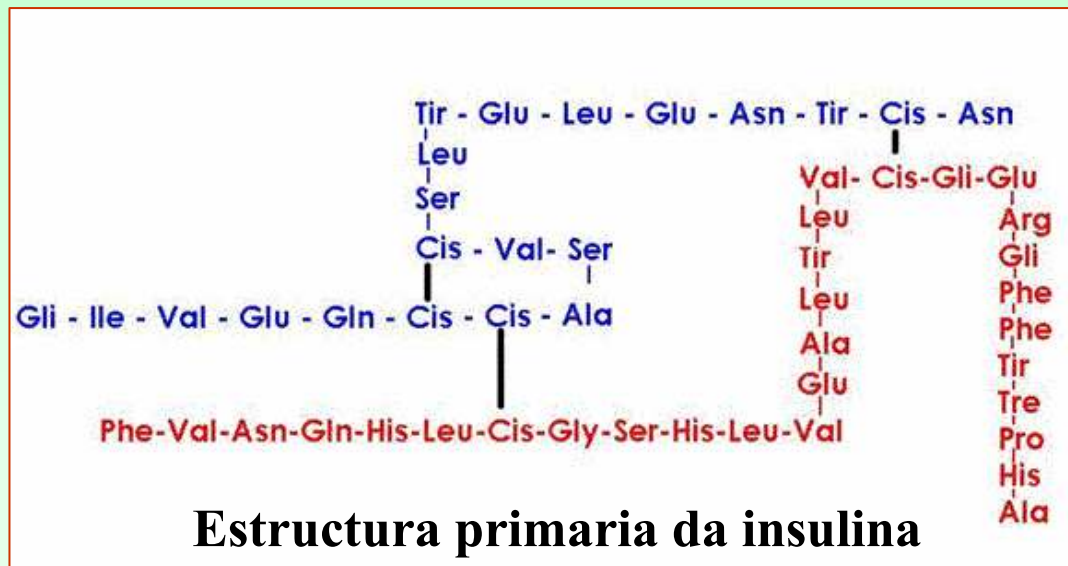 Tir - Glu - Leu - Glu - Asn - Tir - Cis - Asn
Leu
Ser
Cis - Val- Ser
Gli - Ile - Val - Glu - Gln - Cis - Cis - Ala
Val- Cis-Gli-Glu
Leu
Arg
Tir
Gli
Leu
Phe
Ala
Phe
Glu
Tir
Phe-Val-Asn-Gln-His-Leu-Cis-Gly-Ser-His-Leu-Val
Tre
Pro
His
Ala
Estructura primaria da insulina